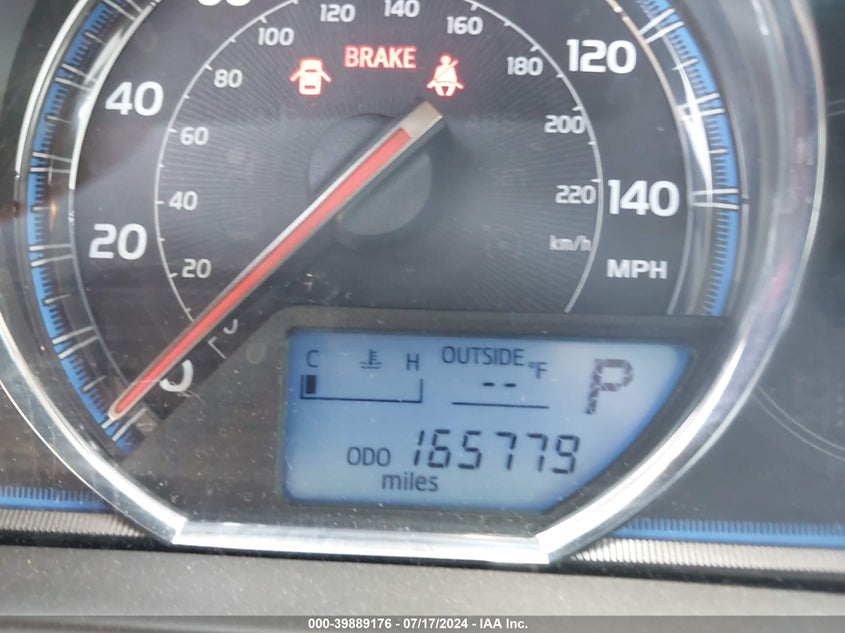 120 140
100 160
BRAKE
80 180 120
40
60 200
40 220 140
20 km/h
20 MPH
0
C H OUTSIDE °F P
--
ODO 165779
miles
000-39889176 - 07/17/2024 - IAA Inc.